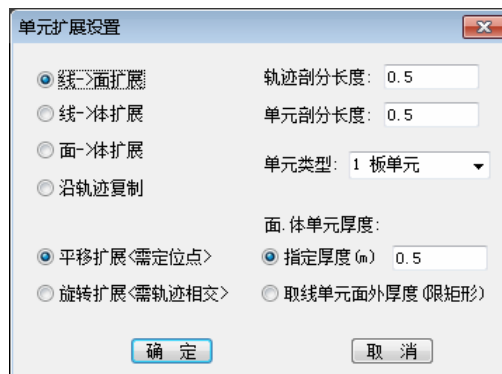 单元扩展设置
线->面扩展
轨迹剖分长度: 0.5
线->体扩展
单元剖分长度: 0.5
面->体扩展
单元类型: 1 板单元
沿轨迹复制
面.体单元厚度:
平移扩展<需定位点>
指定厚度(m) 0.5
旋转扩展<需轨迹相交>
取线单元面外厚度(限矩形)
确 定
取 消